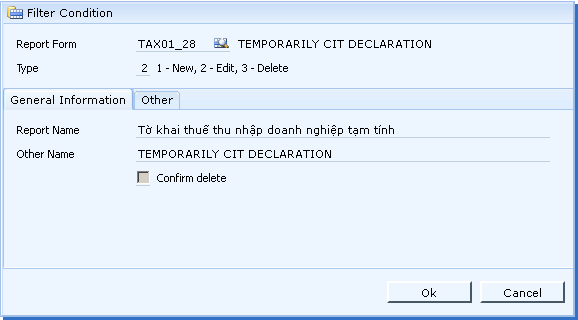 Filter Condition
Report Form TAX01_28 TEMPORARILY CIT DECLARATION
Type 2 1 - New, 2 - Edit, 3 - Delete
General Information Other
Report Name Tờ khai thuế thu nhập doanh nghiệp tạm tính
Other Name TEMPORARILY CIT DECLARATION
Confirm delete
Ok Cancel